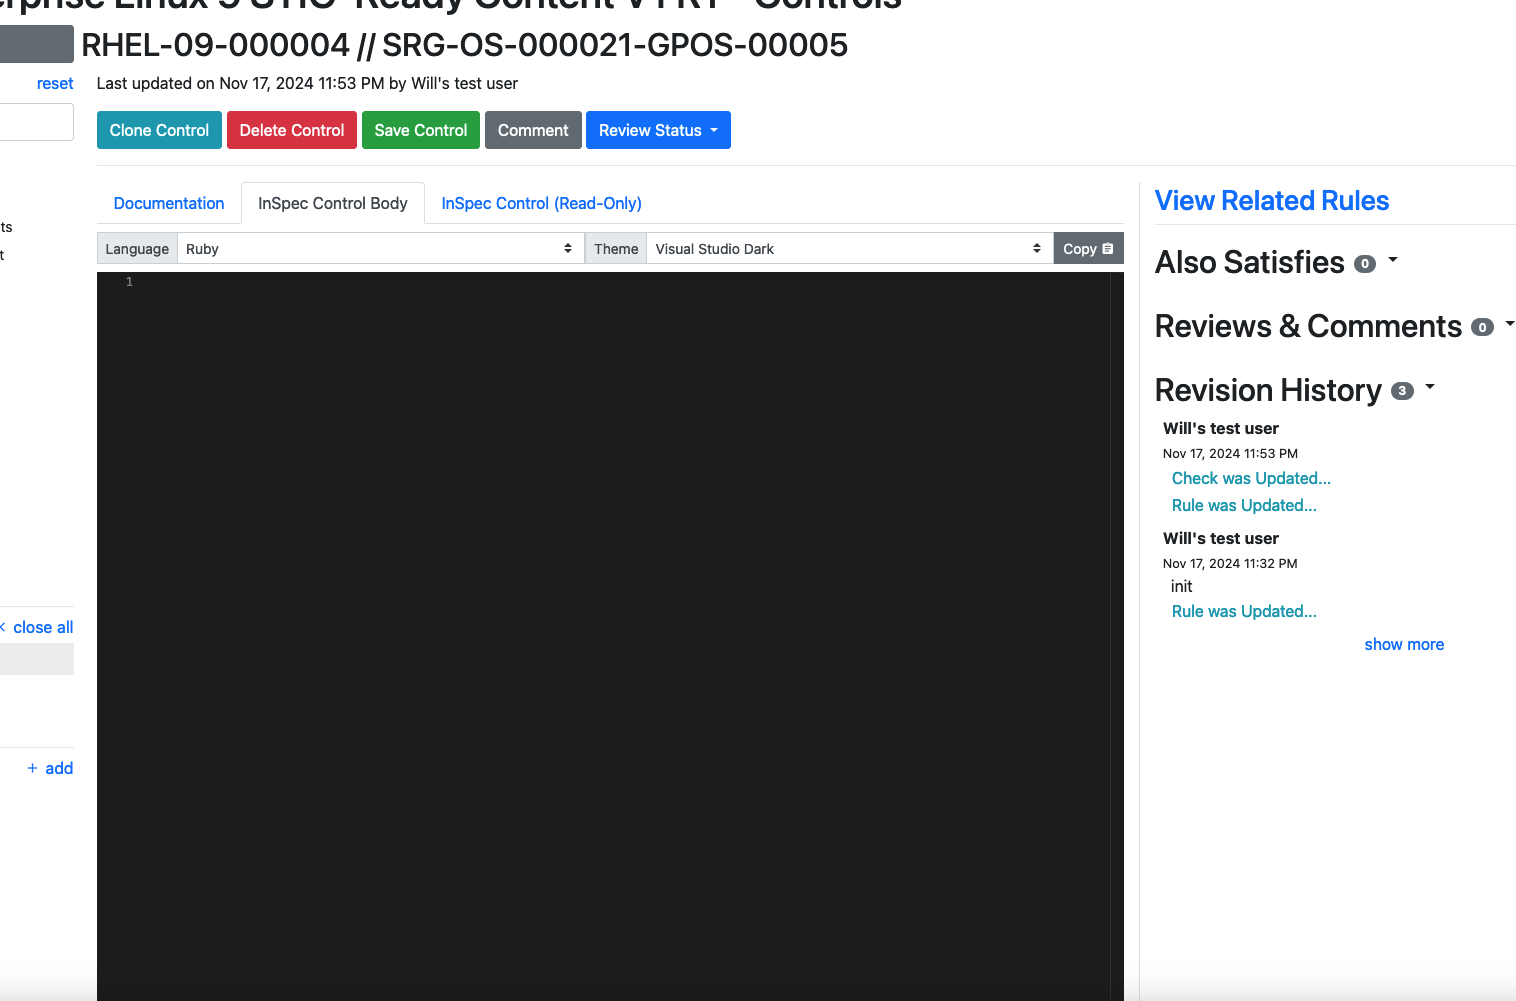 erprise Linux 9 STIG-Ready Content V1 R1 - Controls
RHEL-09-000004 // SRG-OS-000021-GPOS-00005
reset
Last updated on Nov 17, 2024 11:53 PM by Will's test user
Clone Control Delete Control Save Control Comment Review Status
Documentation InSpec Control Body InSpec Control (Read-Only)
Language Ruby Theme Visual Studio Dark Copy
1
ts
t
close all
+ add
View Related Rules
Also Satisfies 0
Reviews & Comments 0
Revision History 3
Will's test user
Nov 17, 2024 11:53 PM
Check was Updated...
Rule was Updated...
Will's test user
Nov 17, 2024 11:32 PM
init
Rule was Updated...
show more